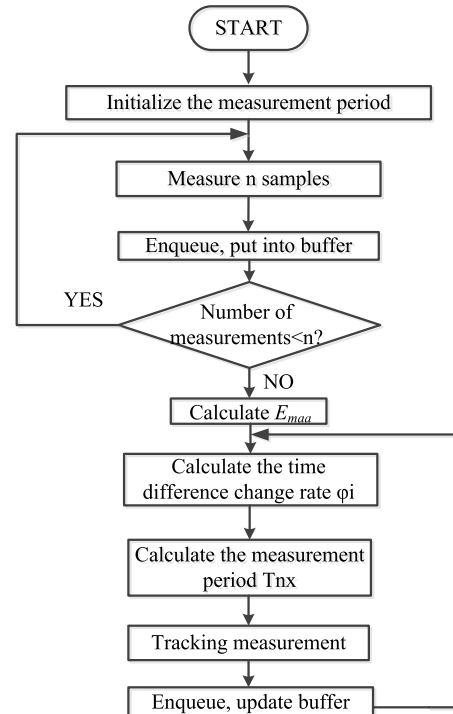 START
Initialize the measurement period
Measure n samples
Enqueue, put into buffer
YES
Number of
measurements<n?
NO
Calculate Emaa
Calculate the time
difference change rate φi
Calculate the measurement
period Tnx
Tracking measurement
Enqueue, update buffer